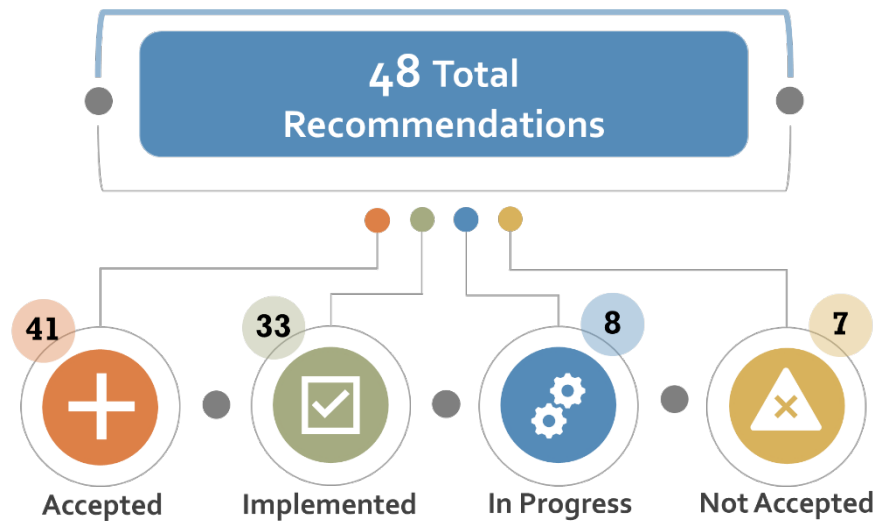 48 Total
Recommendations
41
33
8
7
Accepted
Implemented
In Progress
Not Accepted